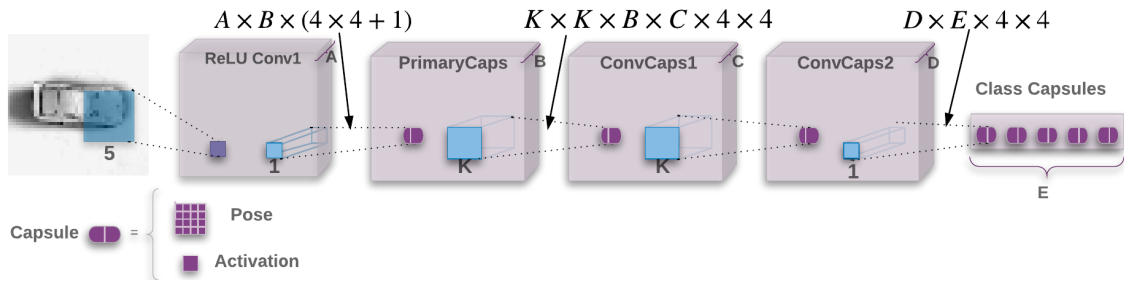 A × B × (4 × 4 + 1)
K × K × B × C × 4 × 4
D × E × 4 × 4
ReLU Conv1
A
PrimaryCaps
B
ConvCaps1
C
ConvCaps2
D
Class Capsules
5
1
K
K
1
E
Capsule
=
Pose
Activation